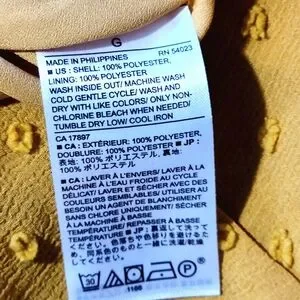 G
MADE IN PHILIPPINES RN 54023
■ US : SHELL: 100% POLYESTER,
LINING: 100% POLYESTER
WASH INSIDE OUT/ MACHINE WASH
COLD GENTLE CYCLE/ WASH AND
DRY WITH LIKE COLORS/ ONLY NON-
CHLORINE BLEACH WHEN NEEDED/
TUMBLE DRY LOW/ COOL IRON
CA 17897
■ CA : EXTÉRIEUR: 100% POLYESTER,
DOUBLURE: 100% POLYESTER ■ JP :
表地: 100% ポリエステル, 裏地:
100% ポリエステル
■ CA : LAVER À L'ENVERS/ LAVER À LA
MACHINE À L'EAU FROIDE AU CYCLE
DÉLICAT/ LAVER ET SÉCHER AVEC DES
COULEURS SEMBLABLES/ UTILISER
AU BESOIN UN AGENT DE BLANCHIMENT
SANS CHLORE UNIQUEMENT/ SÉCHER
PAR CULBUTAGE À BASSE
TEMPÉRATURE/ REPASSER À BASSE
TEMPÉRATURE ■ JP :
30
P
1186